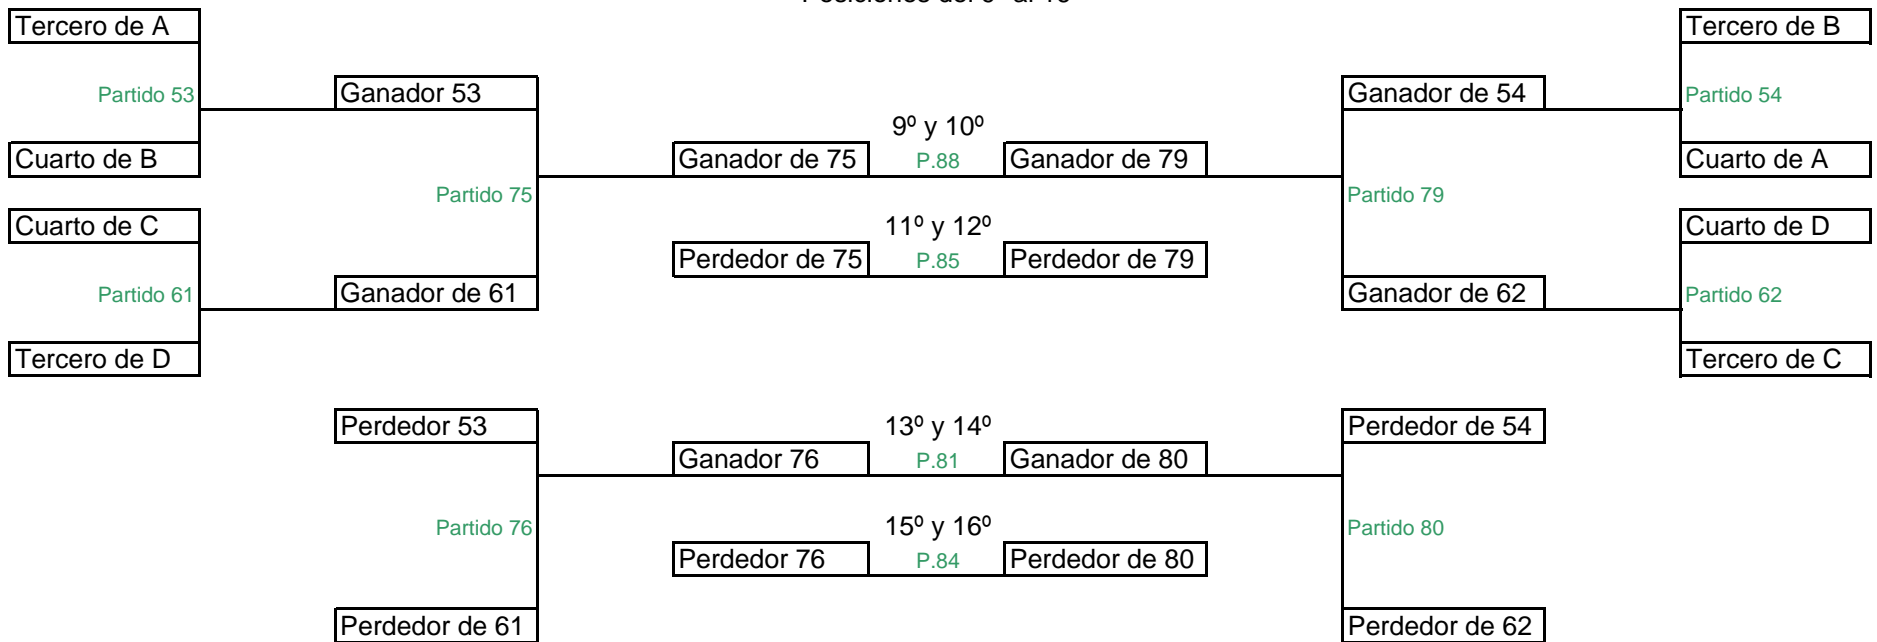 Tercero de A
Tercero de B
Partido 53
Ganador 53
Ganador de 54
Partido 54
9º y 10º
Cuarto de B
Ganador de 75
P.88
Ganador de 79
Cuarto de A
Partido 75
Partido 79
Cuarto de C
11º y 12º
Cuarto de D
Perdedor de 75
P.85
Perdedor de 79
Partido 61
Ganador de 61
Ganador de 62
Partido 62
Tercero de D
Tercero de C
Perdedor 53
13º y 14º
Perdedor de 54
Ganador 76
P.81
Ganador de 80
Partido 76
15º y 16º
Partido 80
Perdedor 76
P.84
Perdedor de 80
Perdedor de 61
Perdedor de 62